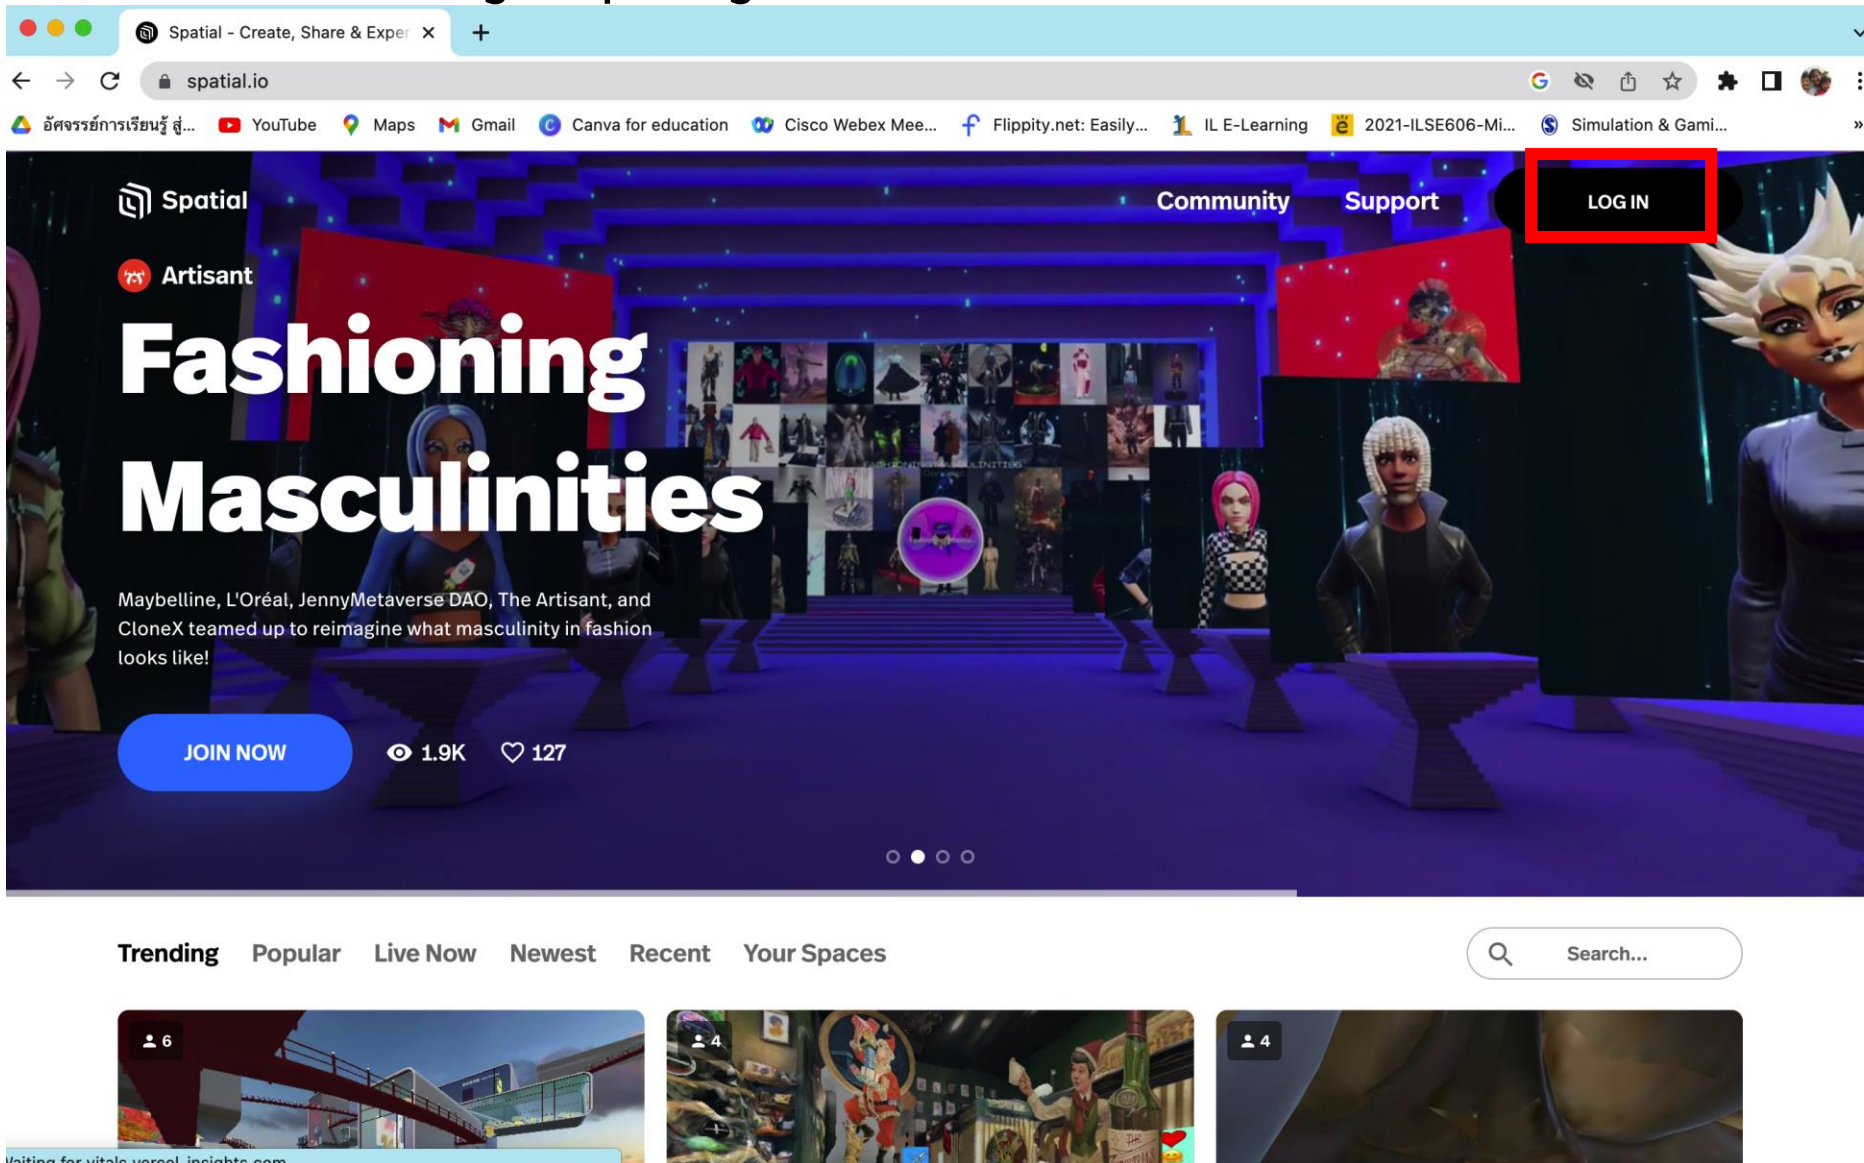 Spatial - Create, Share & Exper
spatial.io
อัศจรรย์การเรียนรู้ สู่...
YouTube
Maps
Gmail
Canva for education
Cisco Webex Mee...
Flippity.net: Easily...
IL E-Learning
2021-ILSE606-Mi...
Simulation & Gami...
Spatial
Community
Support
LOG IN
Artisant
Fashioning
Masculinities
Maybelline, L'Oréal, JennyMetaverse DAO, The Artisant, and
CloneX teamed up to reimagine what masculinity in fashion
looks like!
JOIN NOW
1.9K
127
Trending
Popular
Live Now
Newest
Recent
Your Spaces
Search...
6
4
4